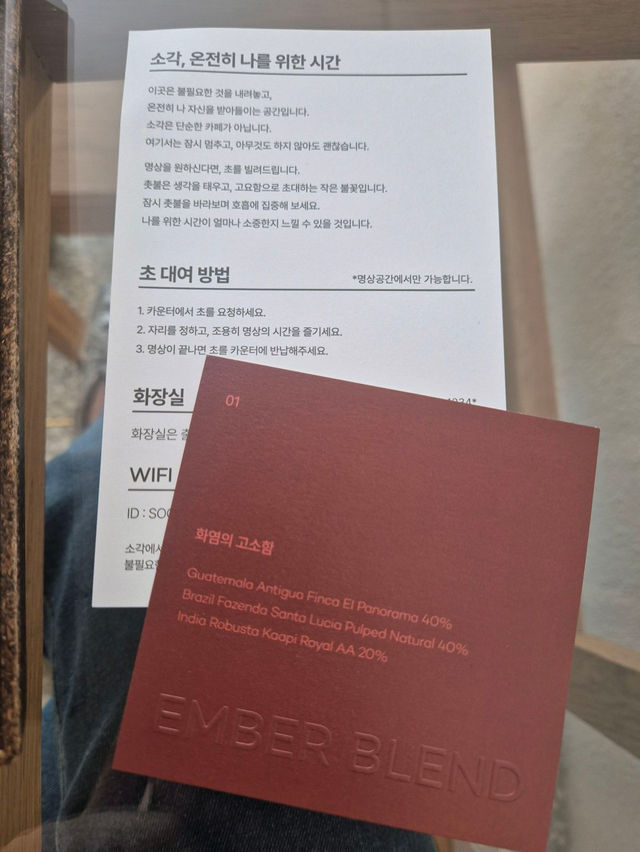 소각, 온전히 나를 위한 시간
이곳은 불필요한 것을 내려놓고,
온전히 나 자신을 받아들이는 공간입니다.
소각은 단순한 카페가 아닙니다.
여기서는 잠시 멈추고, 아무것도 하지 않아도 괜찮습니다.
명상을 원하신다면, 초를 빌려드립니다.
촛불은 생각을 태우고, 고요함으로 초대하는 작은 불꽃입니다.
잠시 촛불을 바라보며 호흡에 집중해 보세요.
나를 위한 시간이 얼마나 소중한지 느낄 수 있을 것입니다.
초 대여 방법
*명상공간에서만 가능합니다.
1. 카운터에서 초를 요청하세요.
2. 자리를 정하고, 조용히 명상의 시간을 즐기세요.
3. 명상이 끝나면 초를 카운터에 반납해주세요.
화장실
화장실은
WIFI
ID : SO
소각에
01
화염의 고소함
Guatemala Antigua Finca El Panorama 40%
Brazil Fazenda Santa Lucia Pulped Natural 40%
India Robusta Kaapi Royal AA 20%
EMBER BLEND